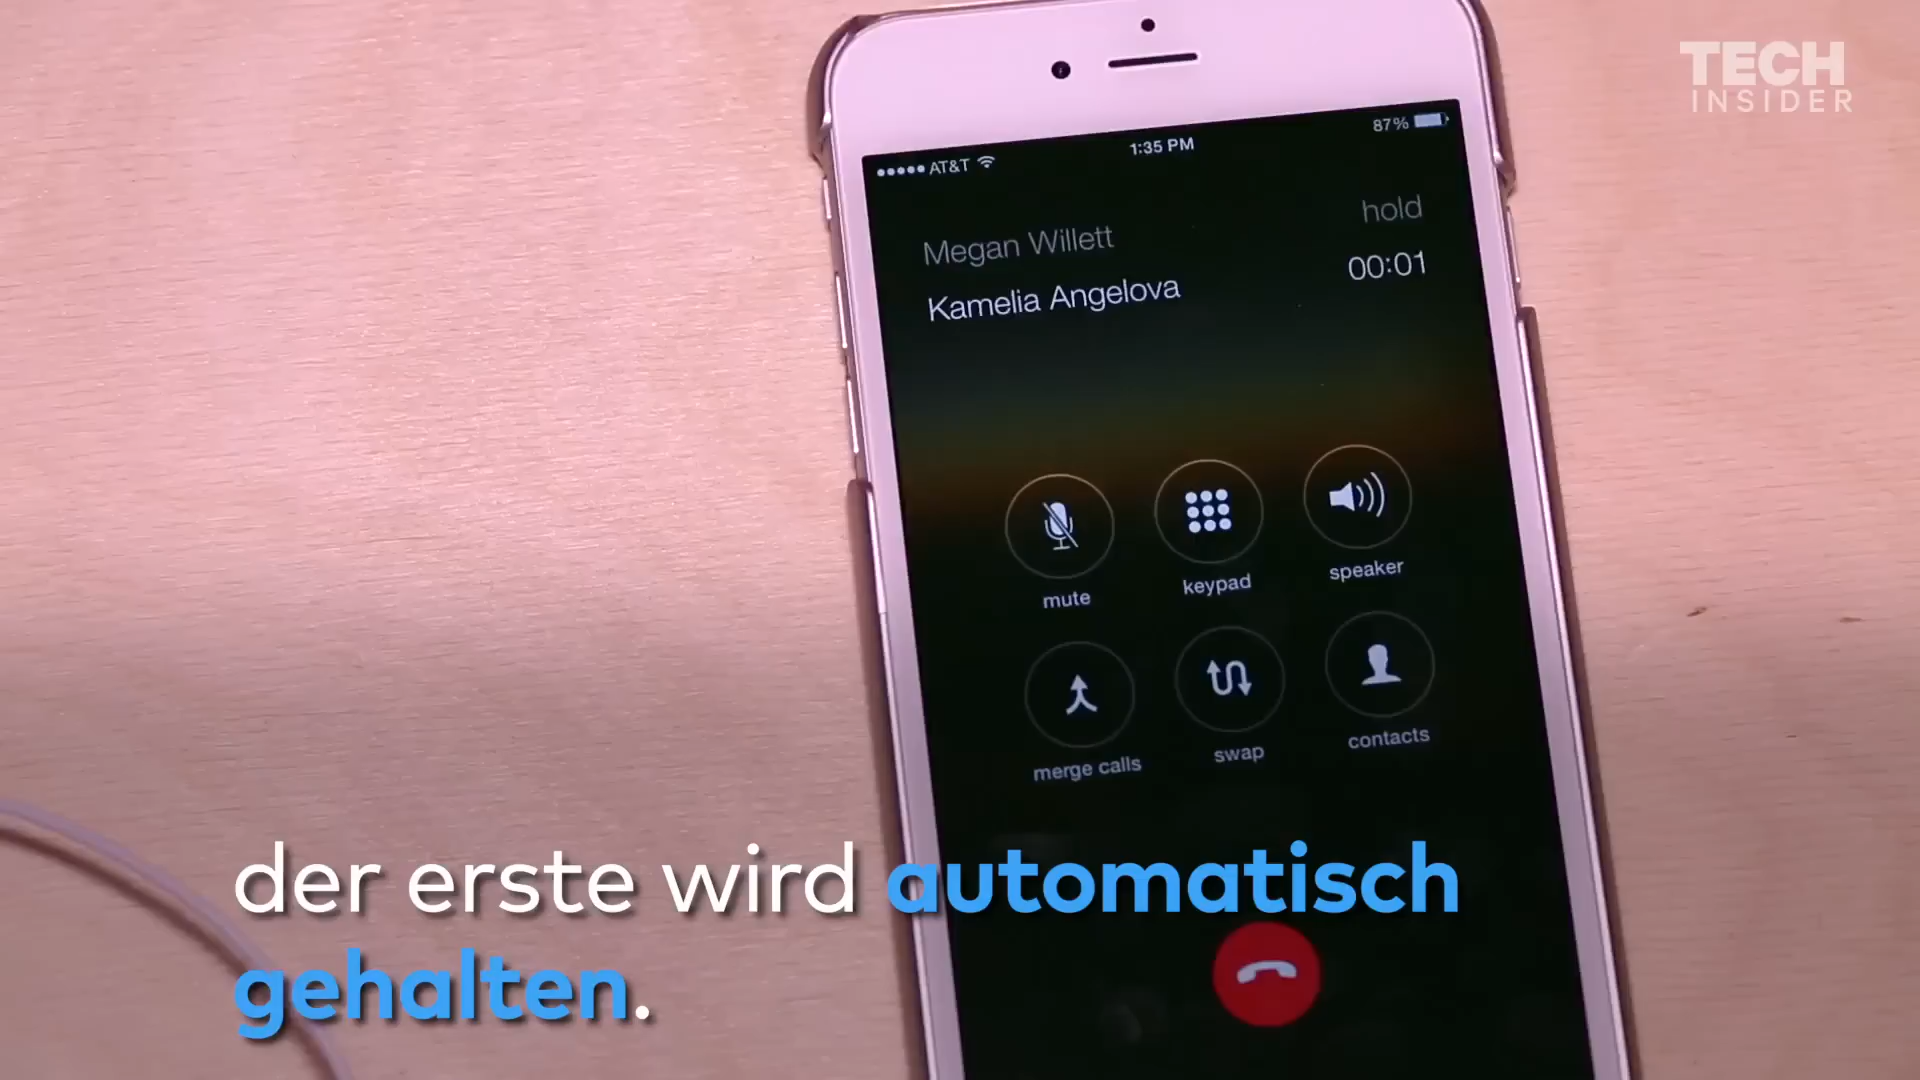 TECH
INSIDER
AT&T 1:35 PM 87%
Megan Willett hold
Kamelia Angelova 00:01
mute keypad speaker
merge calls swap contacts
der erste wird automatisch
gehalten.